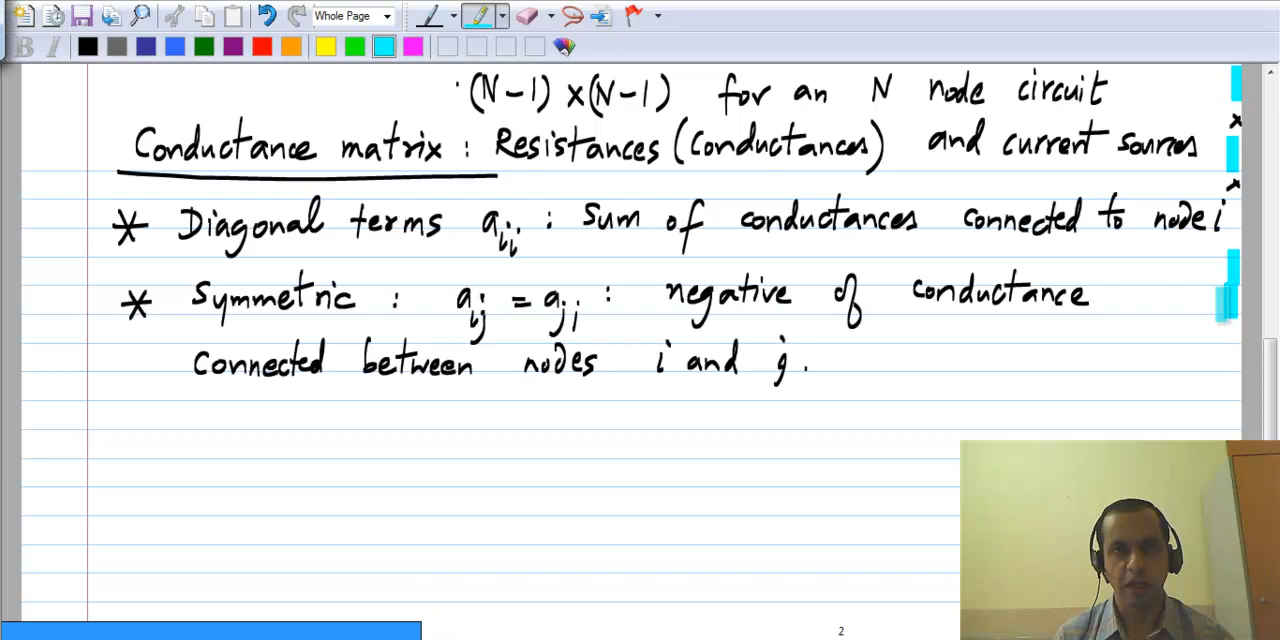 Whole Page
B I
(N-1) x (N-1) for an N node circuit
Conductance matrix : Resistances (Conductances) and current sources
* Diagonal terms aii : Sum of conductances connected to node i
* Symmetric : aij = aji : negative of conductance
connected between nodes i and j.
2